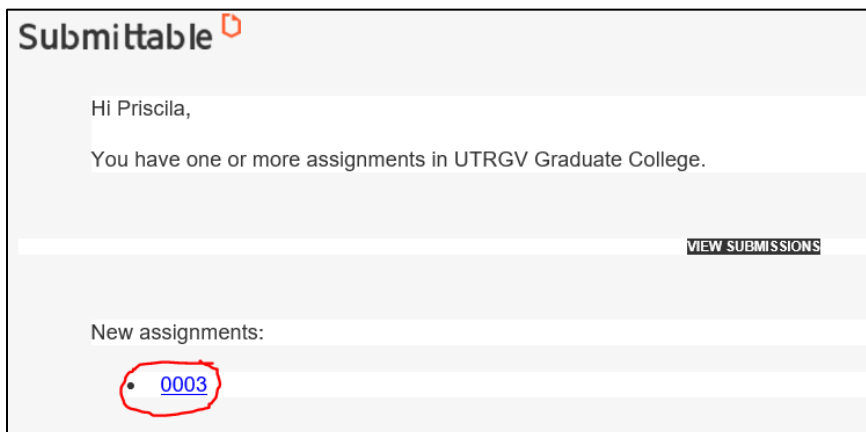 Submittable
Hi Priscila,
You have one or more assignments in UTRGV Graduate College.
VIEW SUBMISSIONS
New assignments:
• 0003